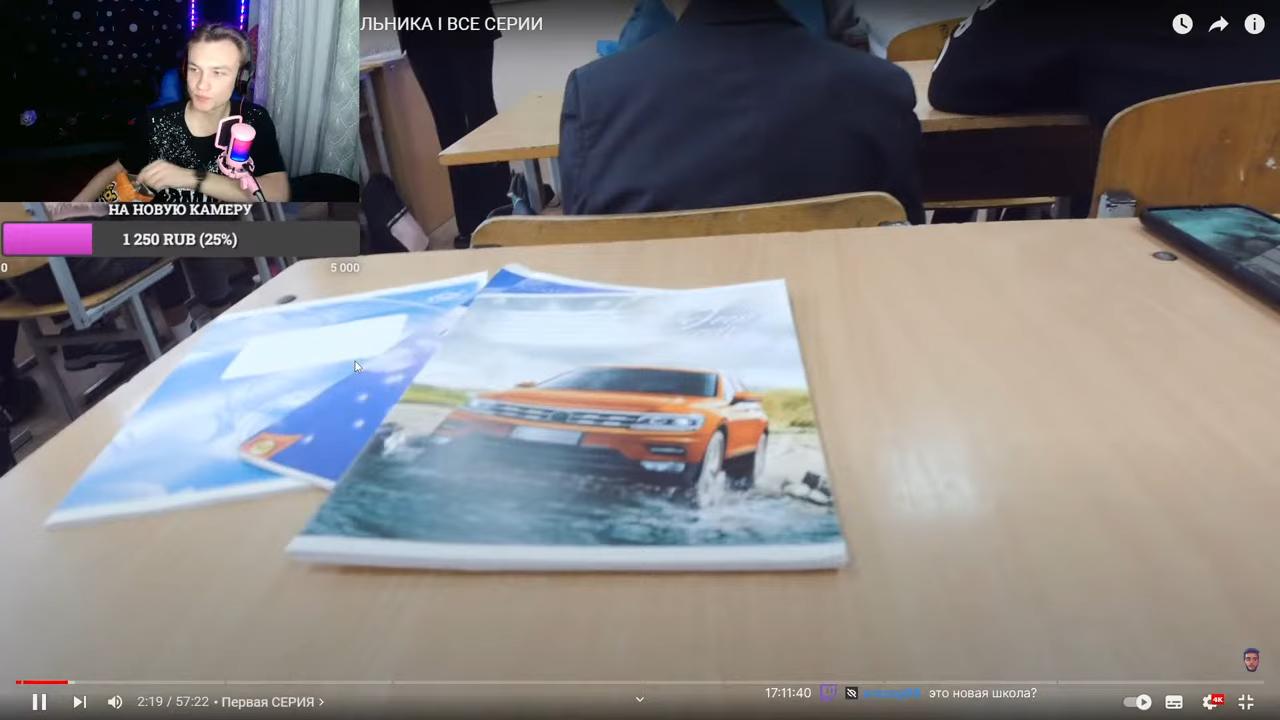 ЛЬНИКА I ВСЕ СЕРИИ
НА НОВУЮ КАМЕРУ
1 250 RUB (25%)
0
5 000
17:11:40 это новая школа?
2:19 / 57:22 • Первая СЕРИЯ
4K